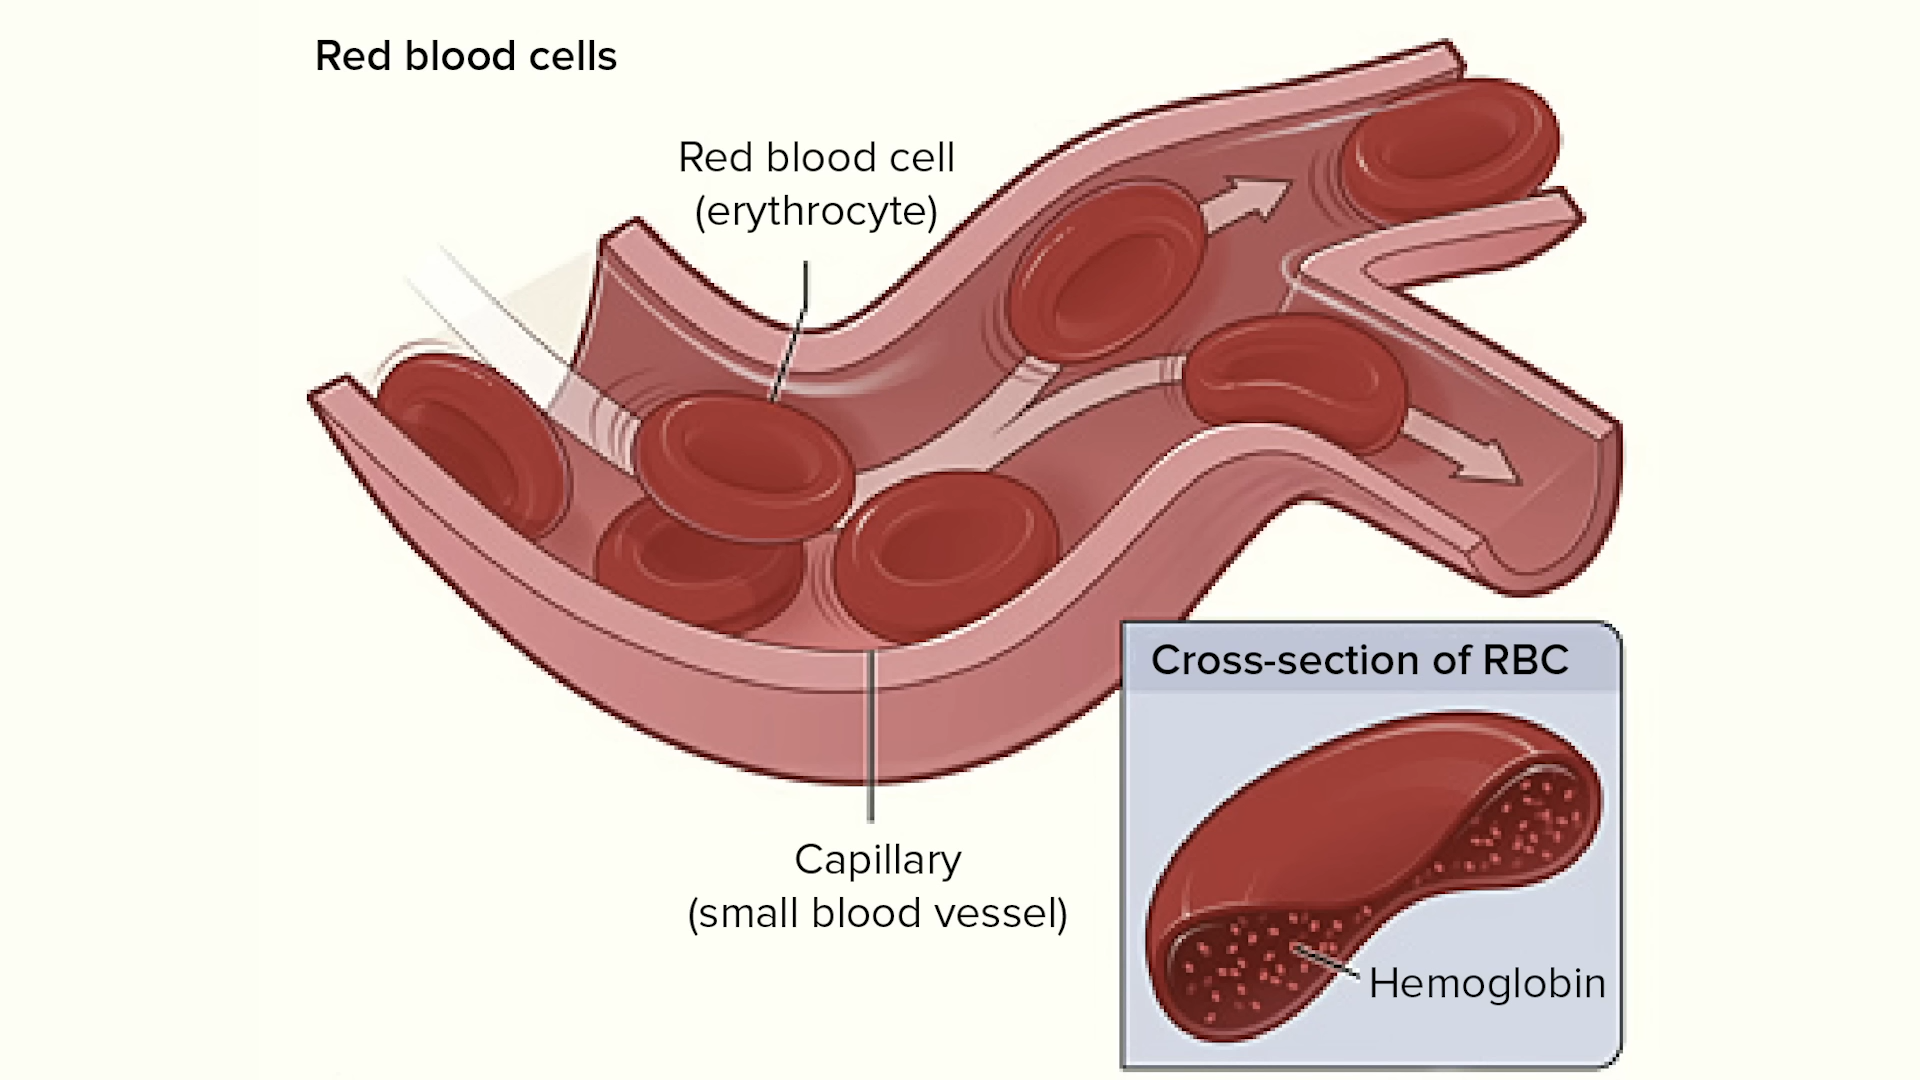 Red blood cells
Red blood cell
(erythrocyte)
Capillary
(small blood vessel)
Cross-section of RBC
Hemoglobin